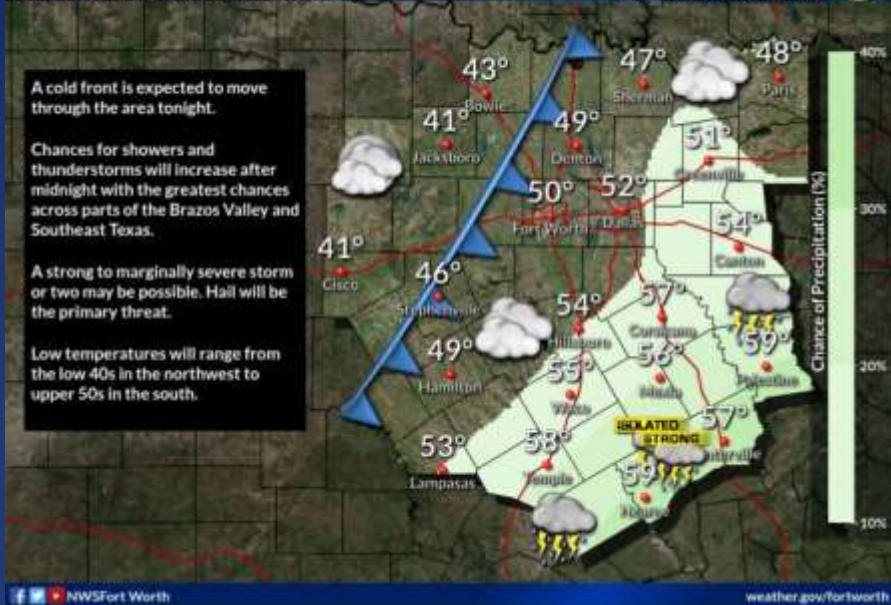 A cold front is expected to move
through the area tonight.
Chances for showers and
thunderstorms will increase after
midnight with the greatest chances
across parts of the Brazos Valley and
Southeast Texas.
A strong to marginally severe storm
or two may be possible. Hail will be
the primary threat.
Low temperatures will range from
the low 40s in the northwest to
upper 50s in the south.
43°
Bowie
47°
Sherman
48°
Paris
41°
Jacksboro
49°
Denton
51°
Greenville
50°
Fort Worth
52°
Dallas
54°
Canton
41°
Cisco
46°
Stephenville
54°
Hillsboro
57°
Corsicana
59°
Palestine
49°
Hamilton
55°
Waco
56°
Mexia
53°
Lampasas
58°
Temple
ISOLATED
STRONG
57°
59°
Hearne
40%
30%
20%
10%
Chance of Precipitation (%)
NWSFort Worth
weather.gov/fortworth